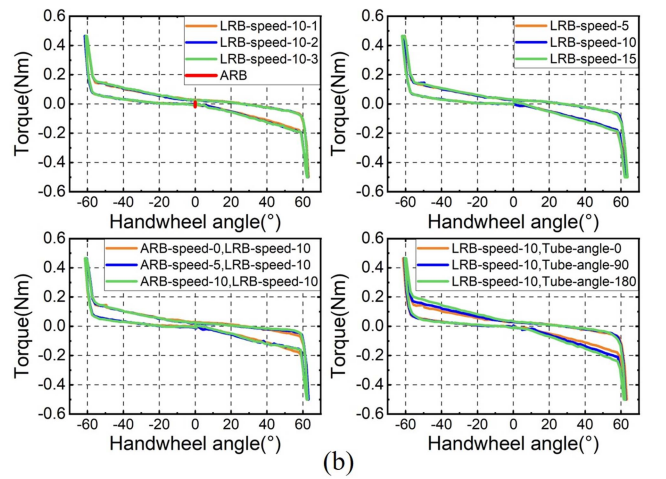 LRB-speed-10-1
LRB-speed-10-2
LRB-speed-10-3
ARB
Torque(Nm)
0.6
0.4
0.2
0.0
-0.2
-0.4
-0.6
-60 -40 -20 0 20 40 60
Handwheel angle(°)
LRB-speed-5
LRB-speed-10
LRB-speed-15
Torque(Nm)
0.6
0.4
0.2
0.0
-0.2
-0.4
-0.6
-60 -40 -20 0 20 40 60
Handwheel angle(°)
ARB-speed-0,LRB-speed-10
ARB-speed-5,LRB-speed-10
ARB-speed-10,LRB-speed-10
Torque(Nm)
0.6
0.4
0.2
0.0
-0.2
-0.4
-0.6
-60 -40 -20 0 20 40 60
Handwheel angle(°)
LRB-speed-10,Tube-angle-0
LRB-speed-10,Tube-angle-90
LRB-speed-10,Tube-angle-180
Torque(Nm)
0.6
0.4
0.2
0.0
-0.2
-0.4
-0.6
-60 -40 -20 0 20 40 60
Handwheel angle(°)
(b)